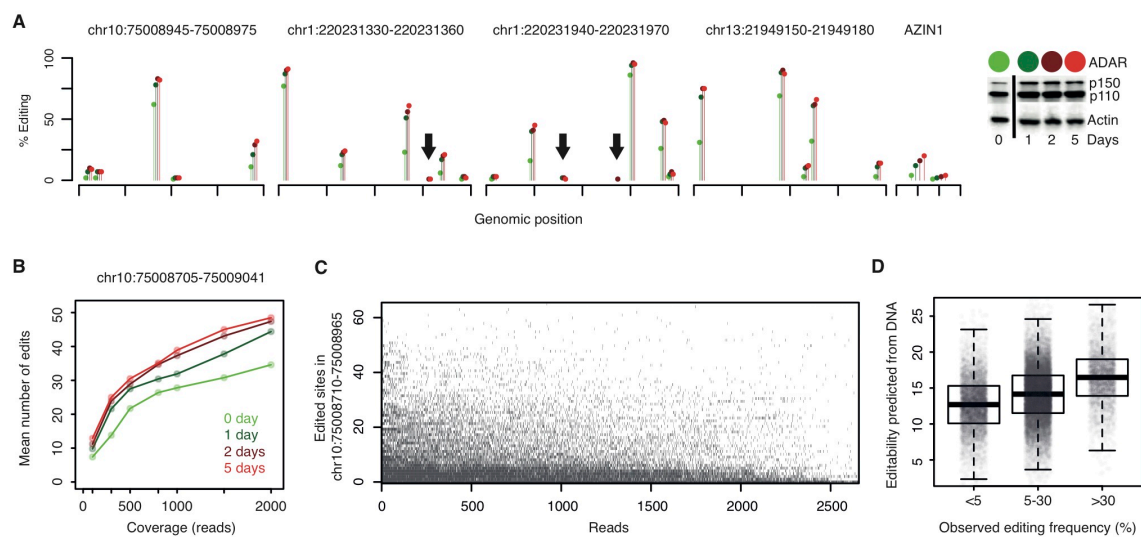 A
chr10:75008945-75008975
chr1:220231330-220231360
chr1:220231940-220231970
chr13:21949150-21949180
AZIN1
% Editing
100
50
0
Genomic position
ADAR
p150
p110
Actin
0 1 2 5 Days
B
chr10:75008705-75009041
Mean number of edits
50
40
30
20
10
0
0 day
1 day
2 days
5 days
0 500 1000 2000
Coverage (reads)
C
Edited sites in
chr10:75008710-75008965
60
40
20
0
0 500 1000 1500 2000 2500
Reads
D
Editability predicted from DNA
25
20
15
10
5
<5 5-30 >30
Observed editing frequency (%)